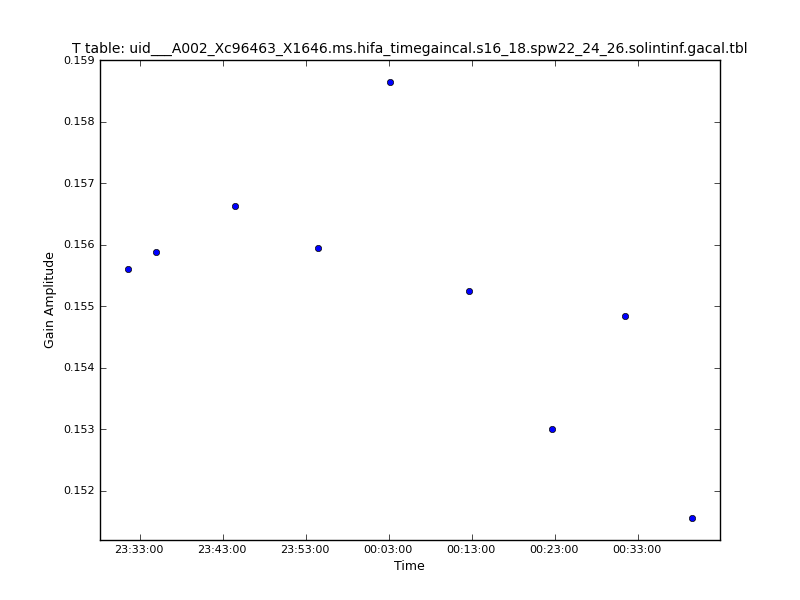 T table: uid___A002_Xc96463_X1646.ms.hifa_timegaincal.s16_18.spw22_24_26.solintinf.gacal.tbl
0.159
0.158
0.157
0.156
0.155
0.154
0.153
0.152
Gain Amplitude
23:33:00 23:43:00 23:53:00 00:03:00 00:13:00 00:23:00 00:33:00
Time